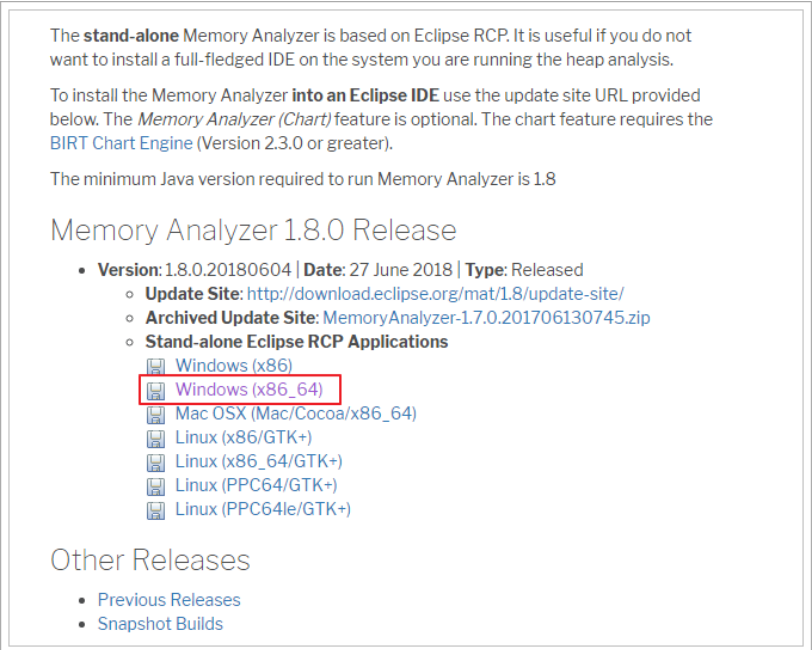 The stand-alone Memory Analyzer is based on Eclipse RCP. It is useful if you do not
want to install a full-fledged IDE on the system you are running the heap analysis.
To install the Memory Analyzer into an Eclipse IDE use the update site URL provided
below. The Memory Analyzer (Chart) feature is optional. The chart feature requires the
BIRT Chart Engine (Version 2.3.0 or greater).
The minimum Java version required to run Memory Analyzer is 1.8
Memory Analyzer 1.8.0 Release
Version: 1.8.0.20180604 | Date: 27 June 2018 | Type: Released
Update Site: http://download.eclipse.org/mat/1.8/update-site/
Archived Update Site: MemoryAnalyzer-1.7.0.201706130745.zip
Stand-alone Eclipse RCP Applications
Windows (x86)
Windows (x86_64)
Mac OSX (Mac/Cocoa/x86_64)
Linux (x86/GTK+)
Linux (x86_64/GTK+)
Linux (PPC64/GTK+)
Linux (PPC64le/GTK+)
Other Releases
Previous Releases
Snapshot Builds